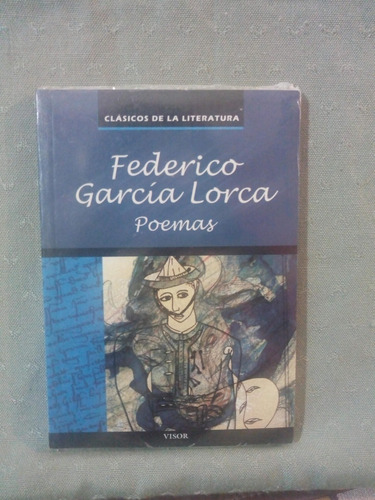 CLÁSICOS DE LA LITERATURA
Federico
García Lorca
Poemas
VISOR